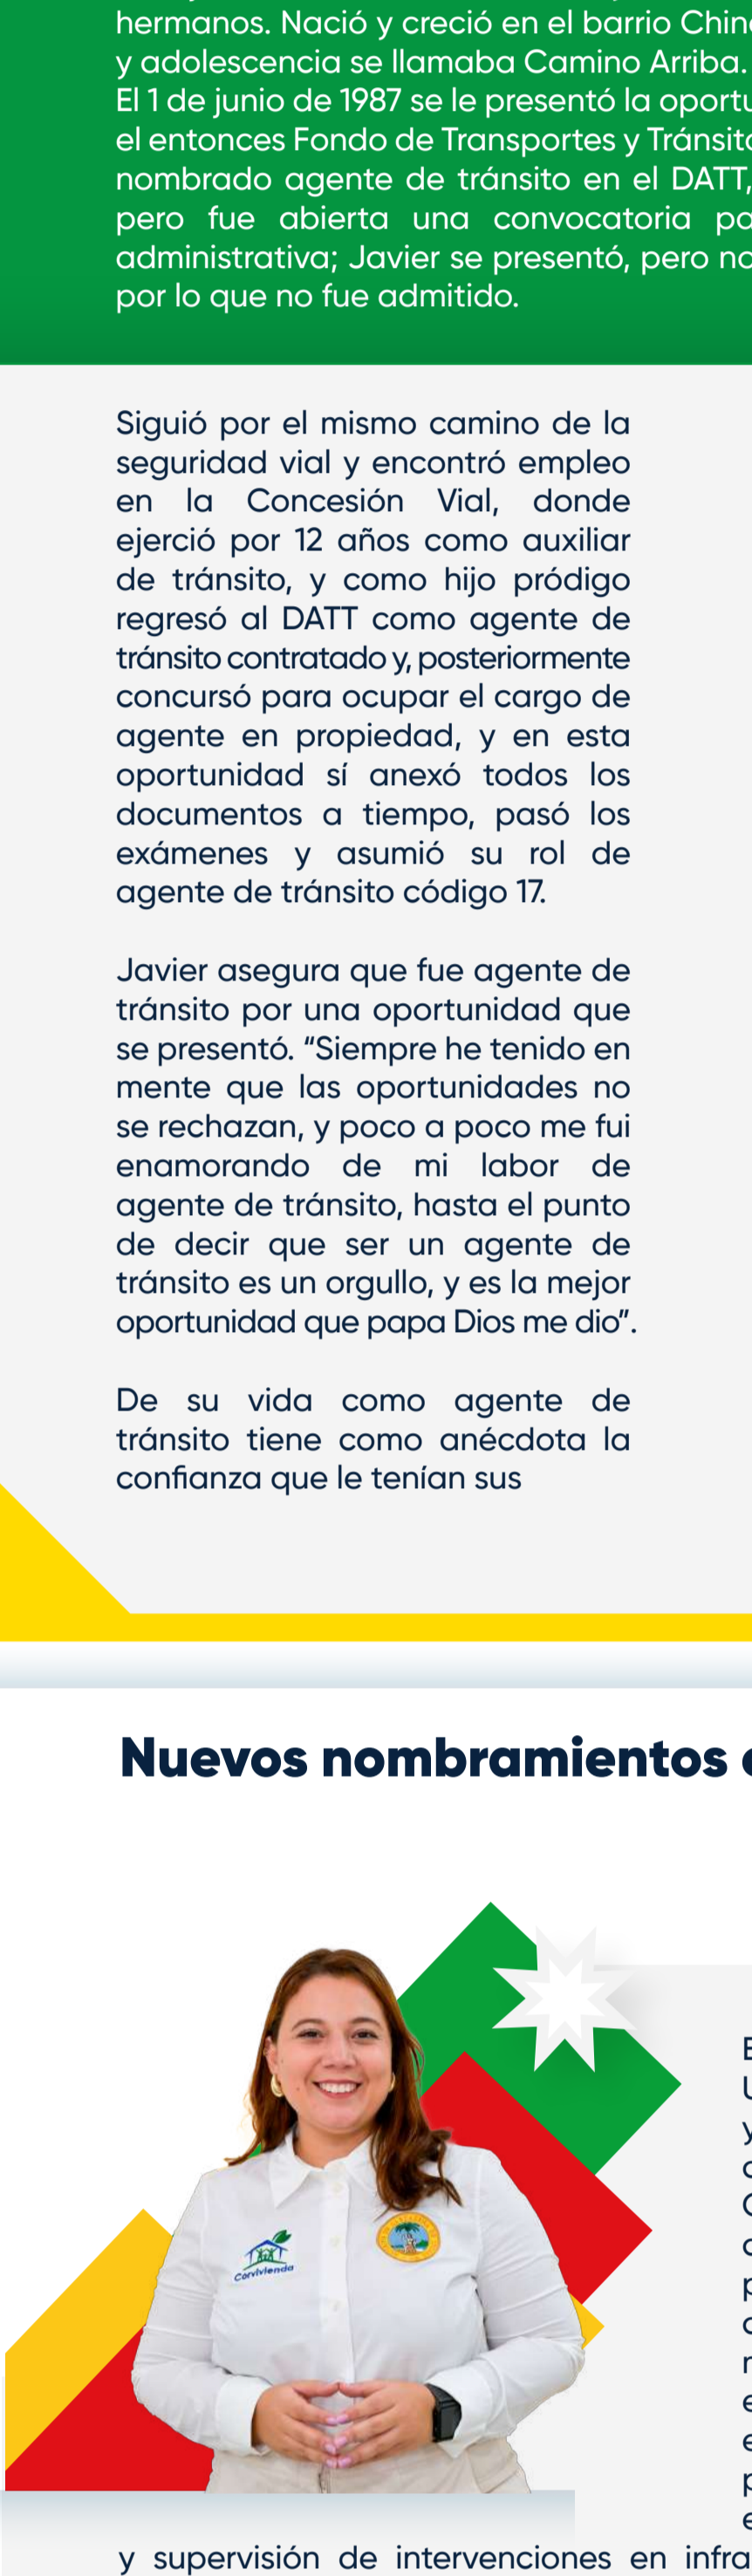 hermanos. Nació y creció en el barrio
y adolescencia se llamaba Camino Arriba.
El 1 de junio de 1987 se le presentó la
el entonces Fondo de Transportes y
nombrado agente de tránsito en el DATT,
pero fue abierta una convocatoria
administrativa; Javier se presentó, pero
por lo que no fue admitido.
Siguió por el mismo camino de la
seguridad vial y encontró empleo
en la Concesión Vial, donde
ejerció por 12 años como auxiliar
de tránsito, y como hijo pródigo
regresó al DATT como agente de
tránsito contratado y, posteriormente
concursó para ocupar el cargo de
agente en propiedad, y en esta
oportunidad sí anexó todos los
documentos a tiempo, pasó los
exámenes y asumió su rol de
agente de tránsito código 17.
Javier asegura que fue agente de
tránsito por una oportunidad que
se presentó. “Siempre he tenido en
mente que las oportunidades no
se rechazan, y poco a poco me fui
enamorando de mi labor de
agente de tránsito, hasta el punto
de decir que ser un agente de
tránsito es un orgullo, y es la mejor
oportunidad que papa Dios me dio”.
De su vida como agente de
tránsito tiene como anécdota la
confianza que le tenían sus
Nuevos nombramientos
Corvivienda
y supervisión de intervenciones en